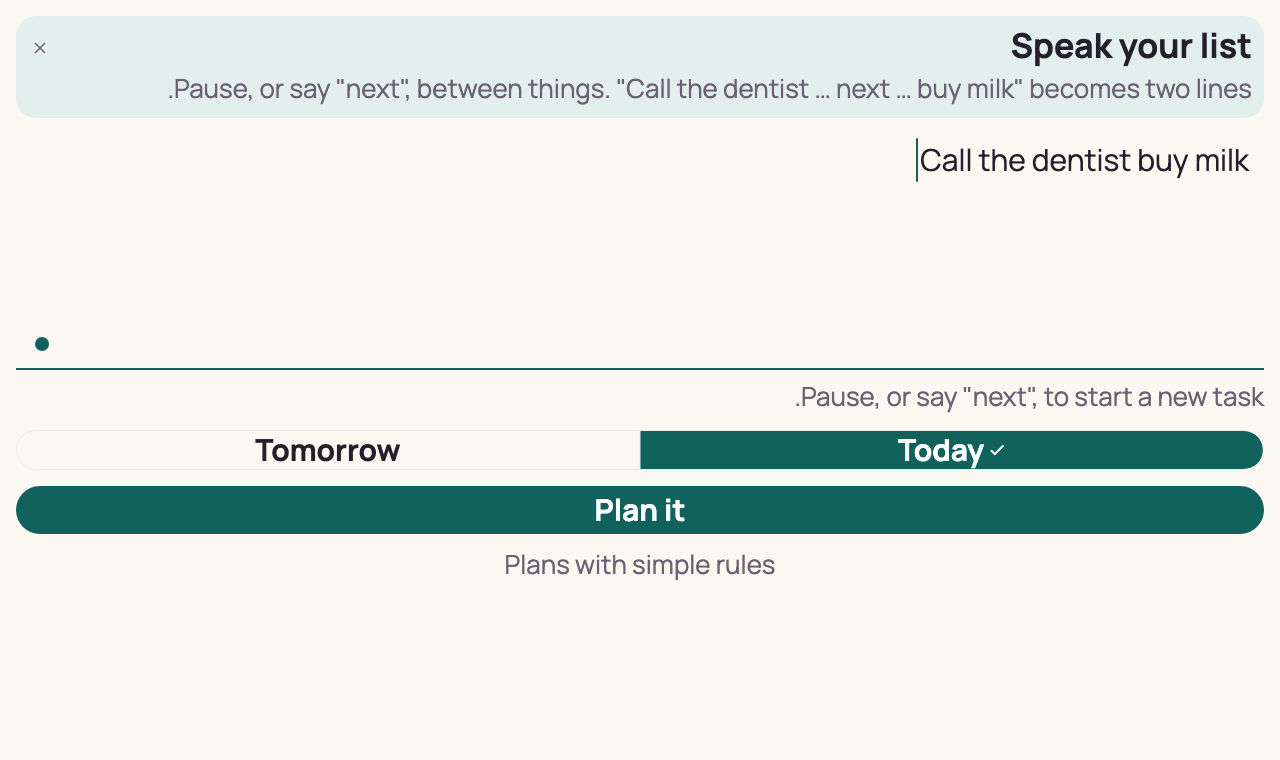 Speak your list
.Pause, or say "next", between things. "Call the dentist ... next ... buy milk" becomes two lines
Call the dentist buy milk
.Pause, or say "next", to start a new task
Today
Tomorrow
Plan it
Plans with simple rules